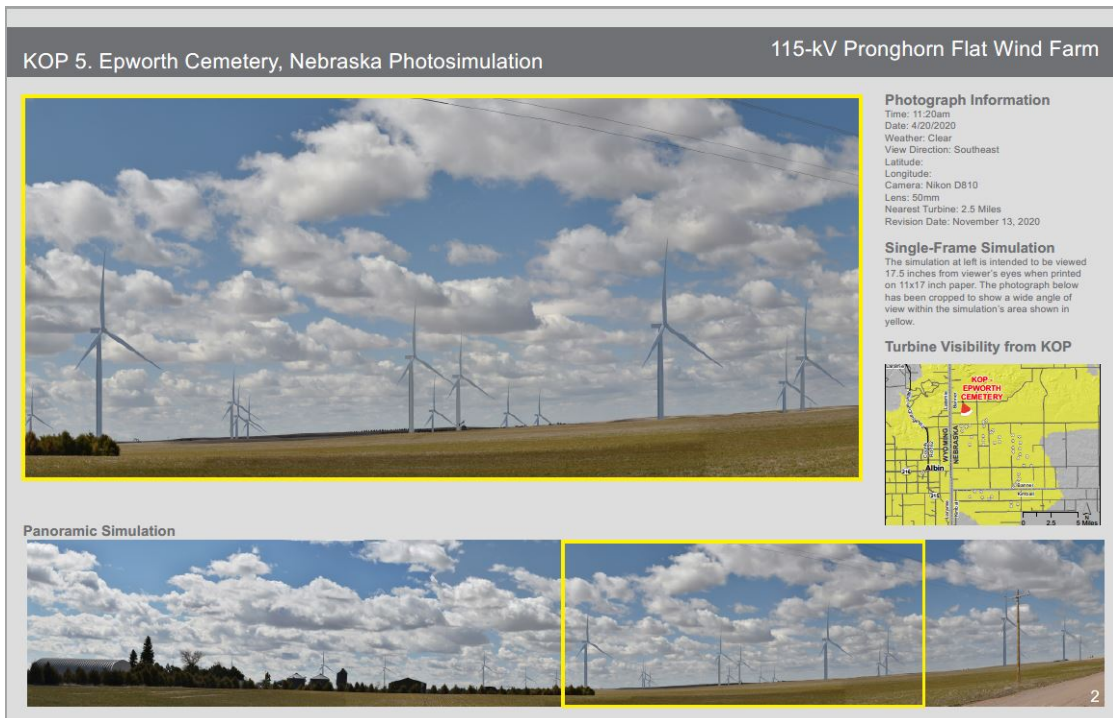 KOP 5. Epworth Cemetery, Nebraska Photosimulation
115-kV Pronghorn Flat Wind Farm
Photograph Information
Time: 11:20am
Date: 4/20/2020
Weather: Clear
View Direction: Southeast
Latitude:
Longitude:
Camera: Nikon D810
Lens: 50mm
Nearest Turbine: 2.5 Miles
Revision Date: November 13, 2020
Single-Frame Simulation
The simulation at left is intended to be viewed
17.5 inches from viewer's eyes when printed
on 11x17 inch paper. The photograph below
has been cropped to show a wide angle of
view within the simulation's area shown in
yellow.
Turbine Visibility from KOP
KOP -
EPWORTH
CEMETERY
WYOMING
NEBRASKA
Albin
216
215
Banner
Kimball
0 2.5 5 Miles
Panoramic Simulation
2